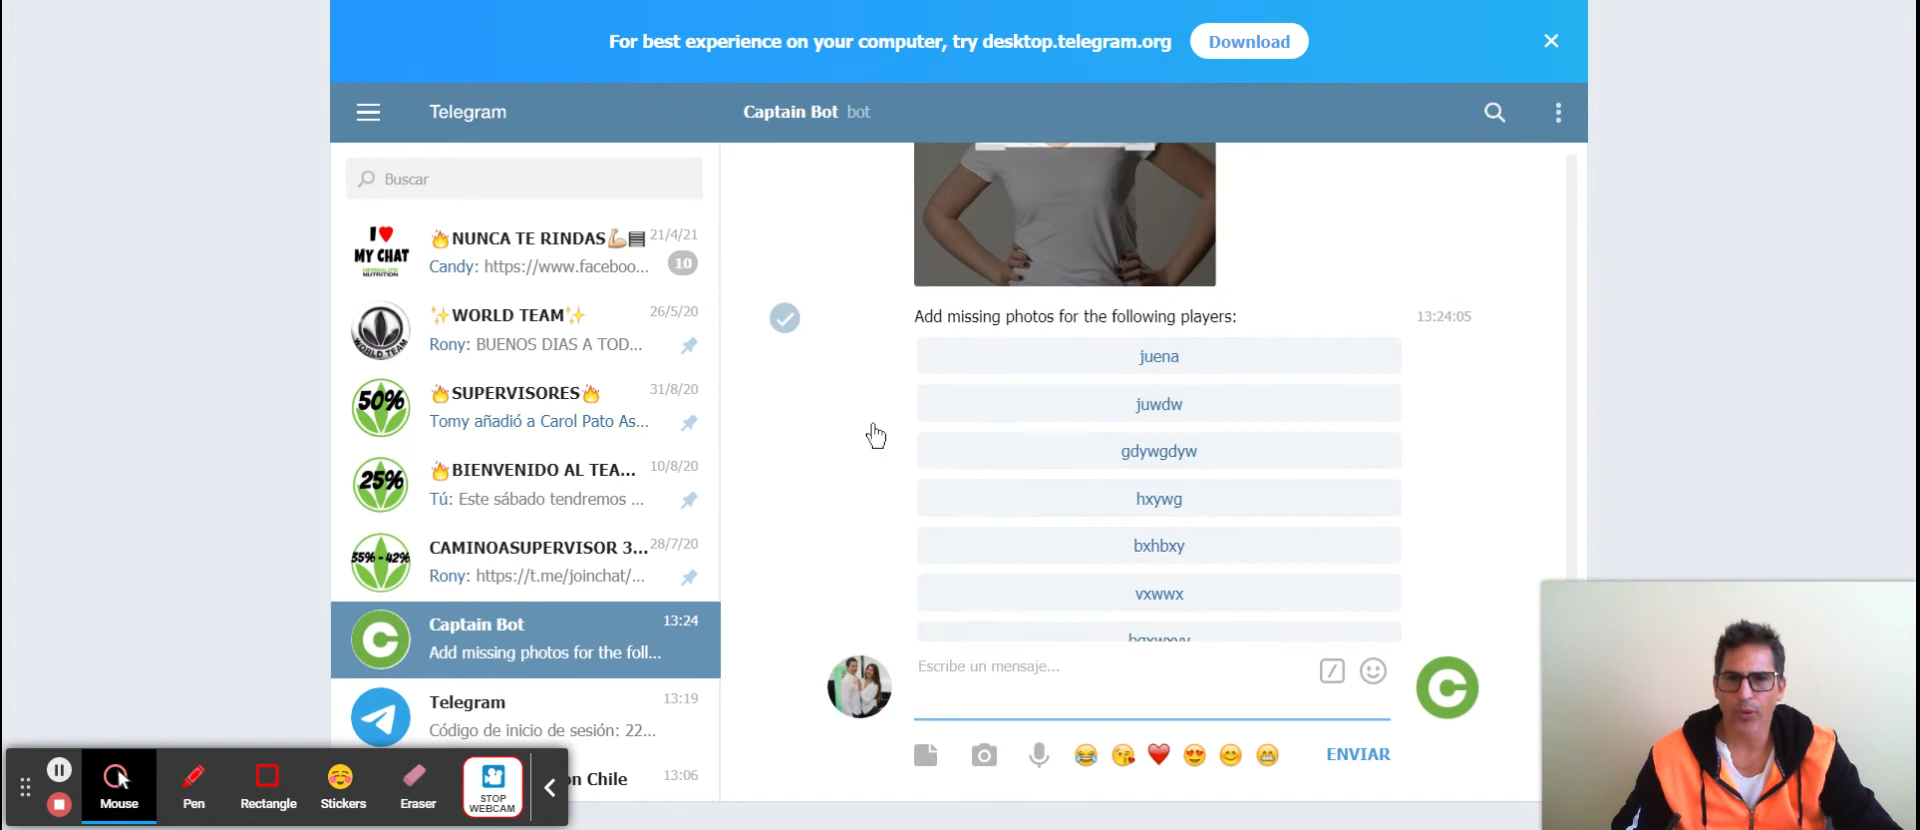 For best experience on your computer, try desktop.telegram.org Download
Telegram
Captain Bot bot
Buscar
I MY CHAT
HERBALIFE NUTRITION
NUNCA TE RINDAS 21/4/21
Candy: https://www.faceboo... 10
WORLD TEAM
WORLD TEAM 26/5/20
Rony: BUENOS DIAS A TOD...
50%
SUPERVISORES 31/8/20
Tomy añadió a Carol Pato As...
25%
BIENVENIDO AL TEA... 10/8/20
Tú: Este sábado tendremos ...
35% - 42%
CAMINOASUPERVISOR 3... 28/7/20
Rony: https://t.me/joinchat/...
Captain Bot 13:24
Add missing photos for the foll...
Telegram 13:19
Código de inicio de sesión: 22...
on Chile 13:06
Add missing photos for the following players: 13:24:05
juena
juwdw
gdywgdyw
hxywg
bxhbxy
vxwwx
Escribe un mensaje...
ENVIAR
Mouse
Pen
Rectangle
Stickers
Eraser
STOP
WEBCAM